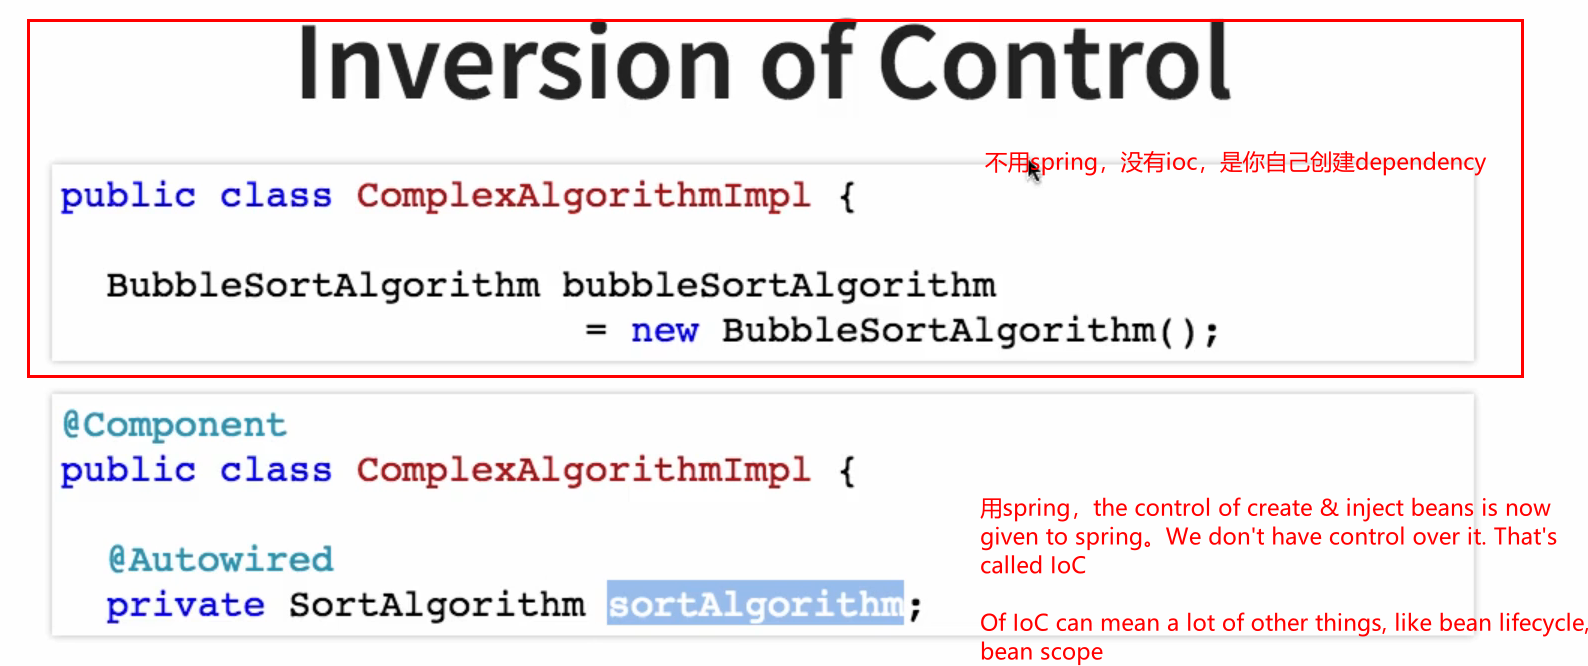 Inversion of Control
不用spring，没有ioc，是你自己创建dependency
public class ComplexAlgorithmImpl {
BubbleSortAlgorithm bubbleSortAlgorithm
= new BubbleSortAlgorithm();
@Component
public class ComplexAlgorithmImpl {
@Autowired
private SortAlgorithm sortAlgorithm;
用spring，the control of create & inject beans is now
given to spring。We don't have control over it. That's
called IoC
Of IoC can mean a lot of other things, like bean lifecycle,
bean scope